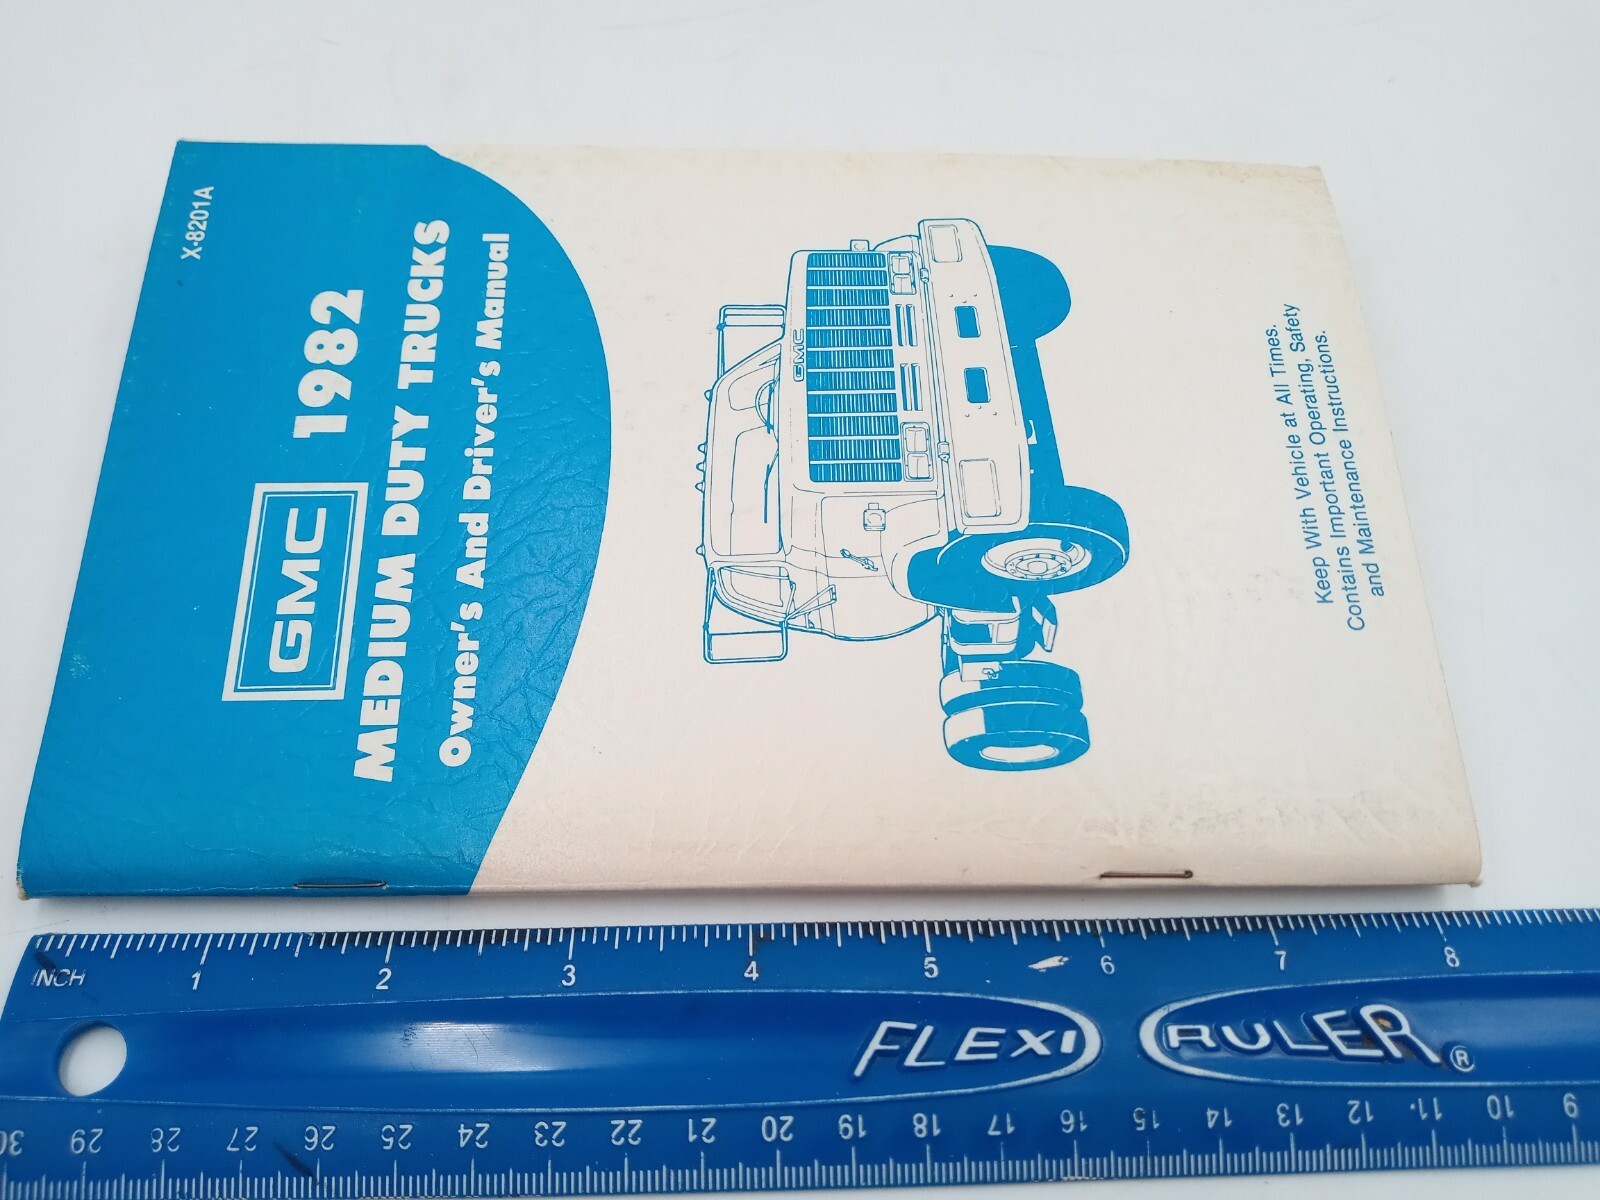 X-8201A
GMC 1982
MEDIUM DUTY TRUCKS
Owner's And Driver's Manual
GMC
Keep With Vehicle at All Times.
Contains Important Operating, Safety
and Maintenance Instructions.
INCH 1 2 3 4 5 6 7 8
FLEXI RULER®
30 29 28 27 26 25 24 23 22 21 20 19 18 17 16 15 14 13 12 11 10 9